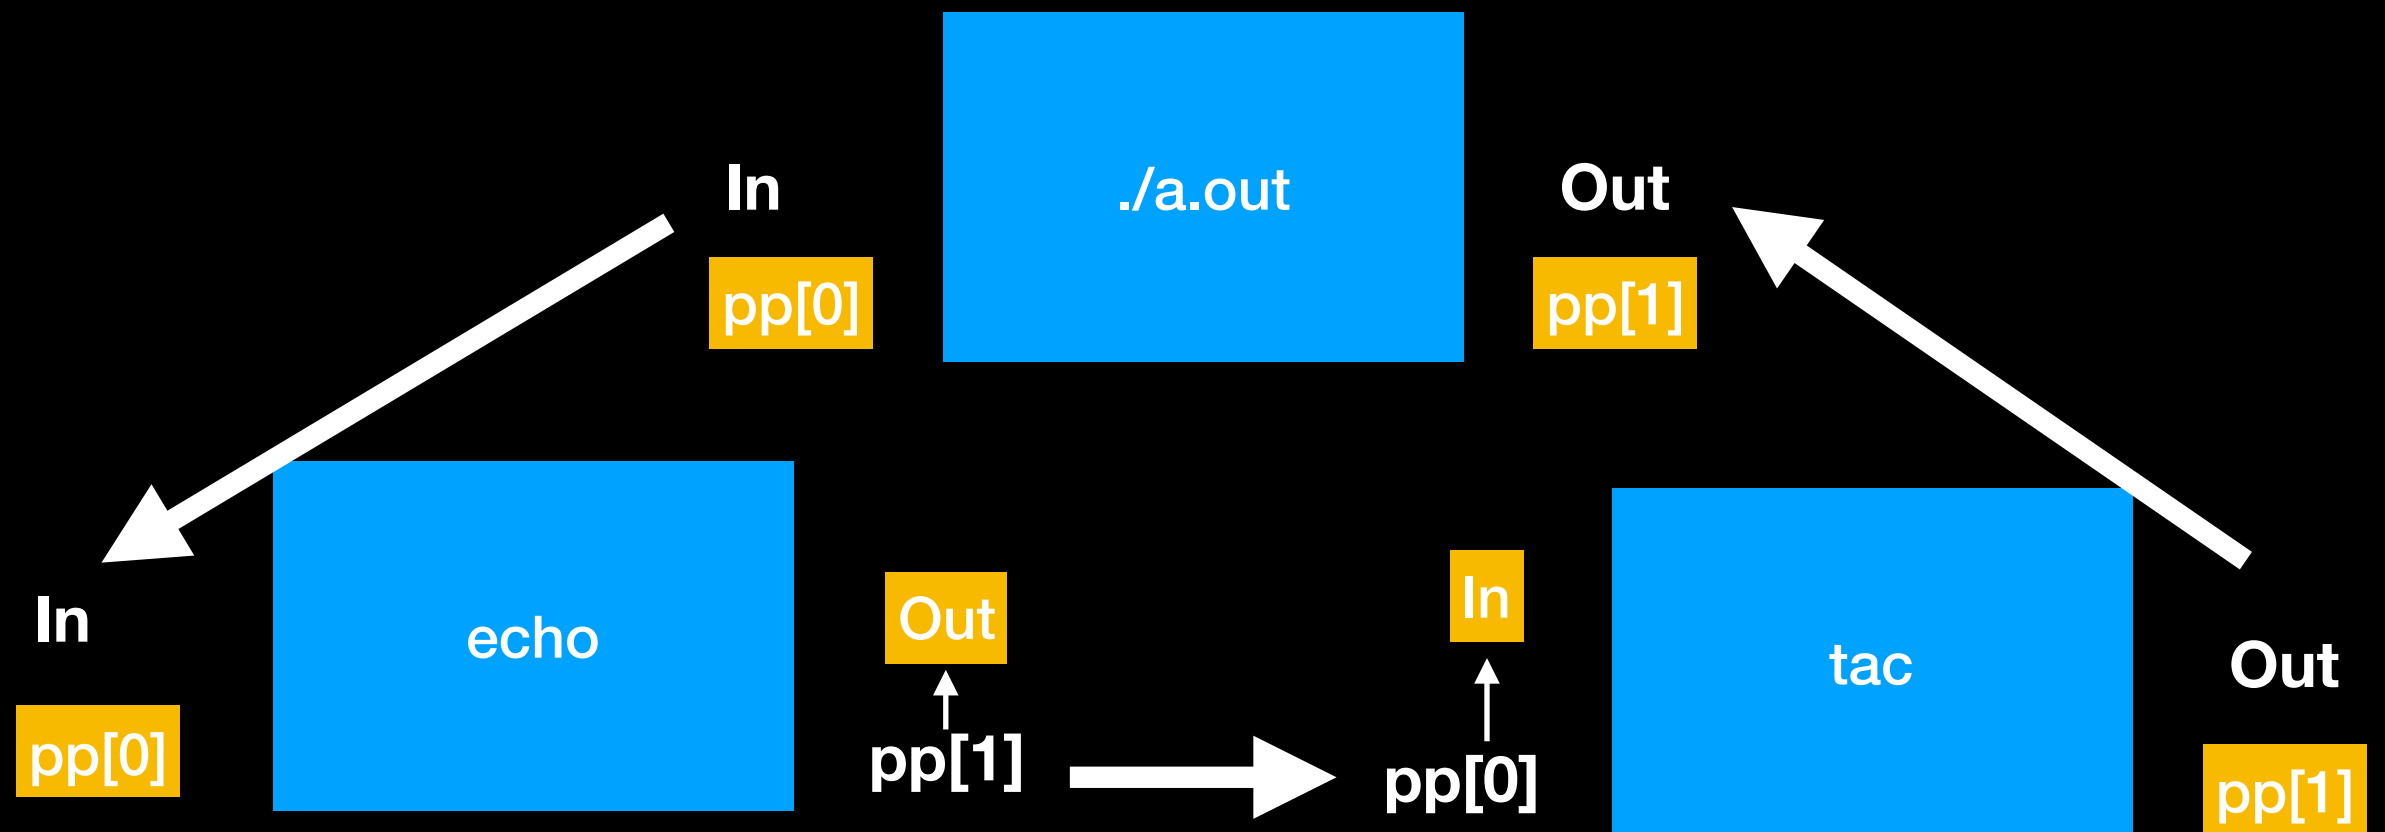 In
./a.out
Out
pp[0]
pp[1]
In
echo
Out
In
tac
Out
pp[0]
pp[1]
pp[0]
pp[1]